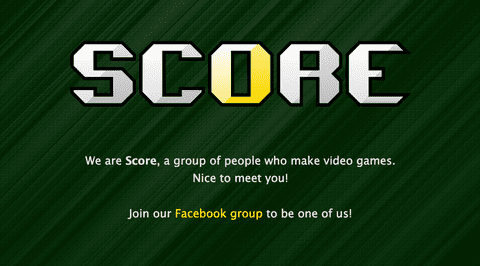 SCORE
We are Score, a group of people who make video games.
Nice to meet you!
Join our Facebook group to be one of us!